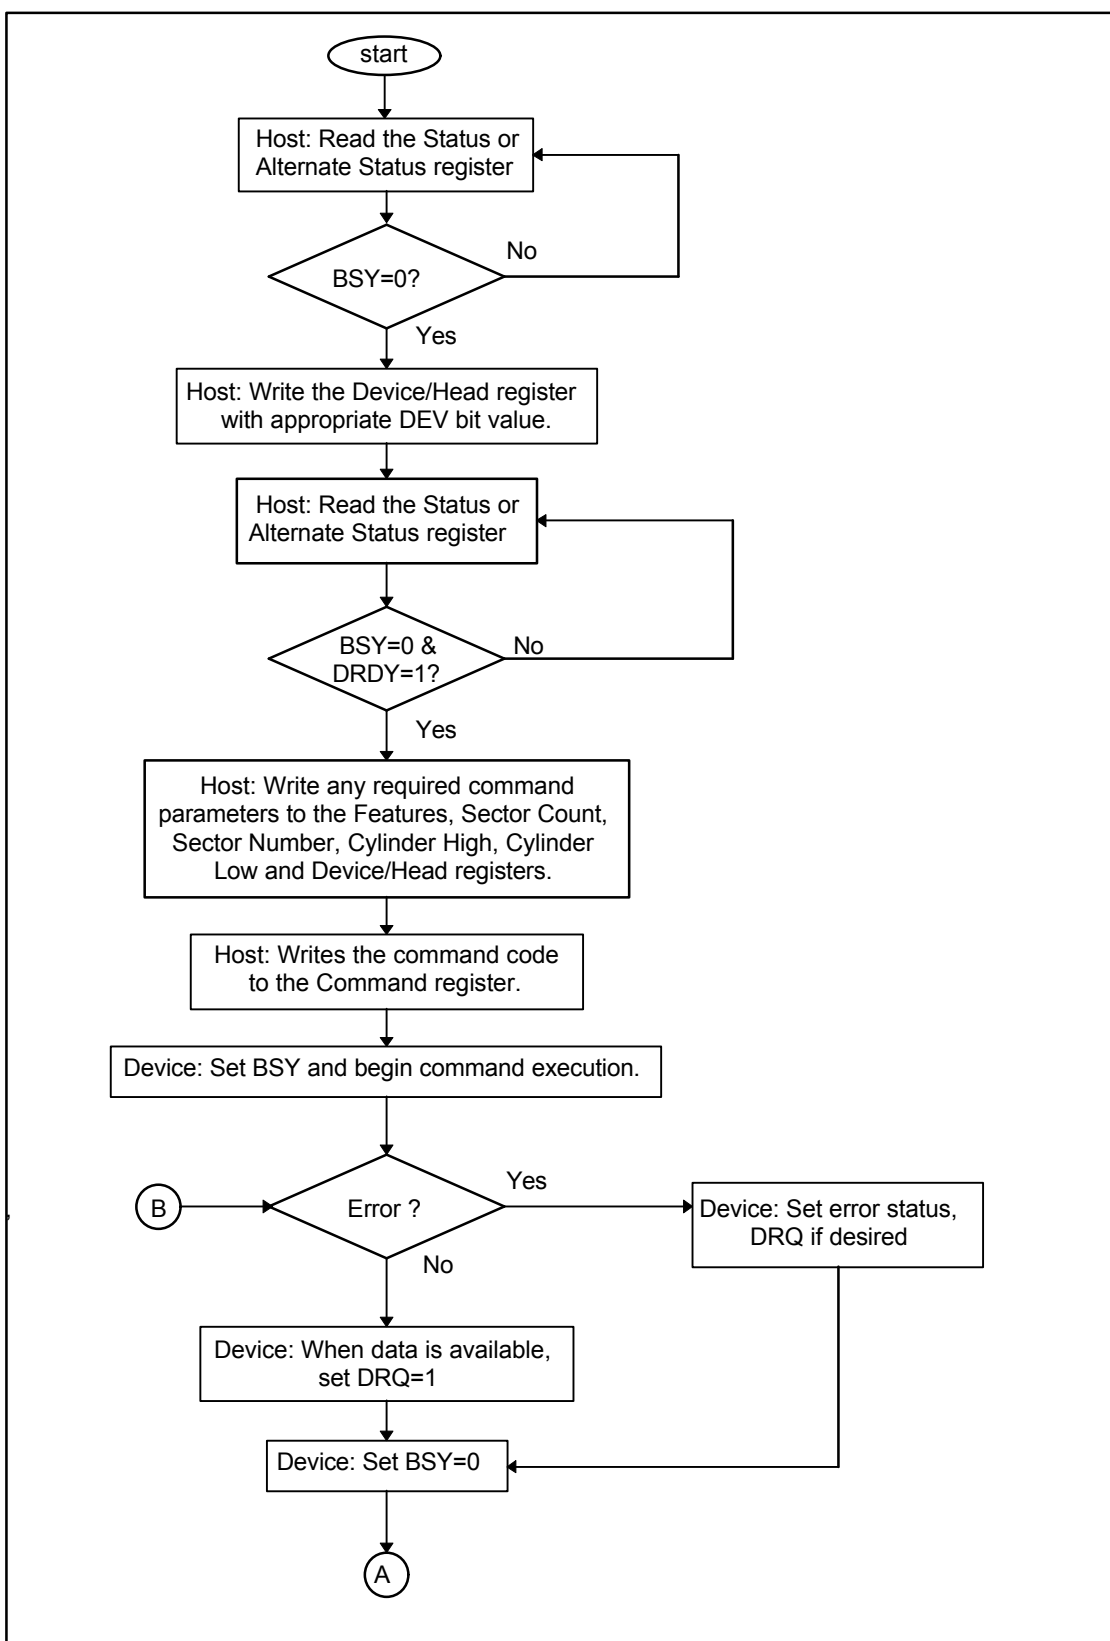 start
Host: Read the Status or
Alternate Status register
No
BSY=0?
Yes
Host: Write the Device/Head register
with appropriate DEV bit value.
Host: Read the Status or
Alternate Status register
BSY=0 &
DRDY=1?
No
Yes
Host: Write any required command
parameters to the Features, Sector Count,
Sector Number, Cylinder High, Cylinder
Low and Device/Head registers.
Host: Writes the command code
to the Command register.
Device: Set BSY and begin command execution.
B
Error ?
Yes
Device: Set error status,
DRQ if desired
No
Device: When data is available,
set DRQ=1
Device: Set BSY=0
A